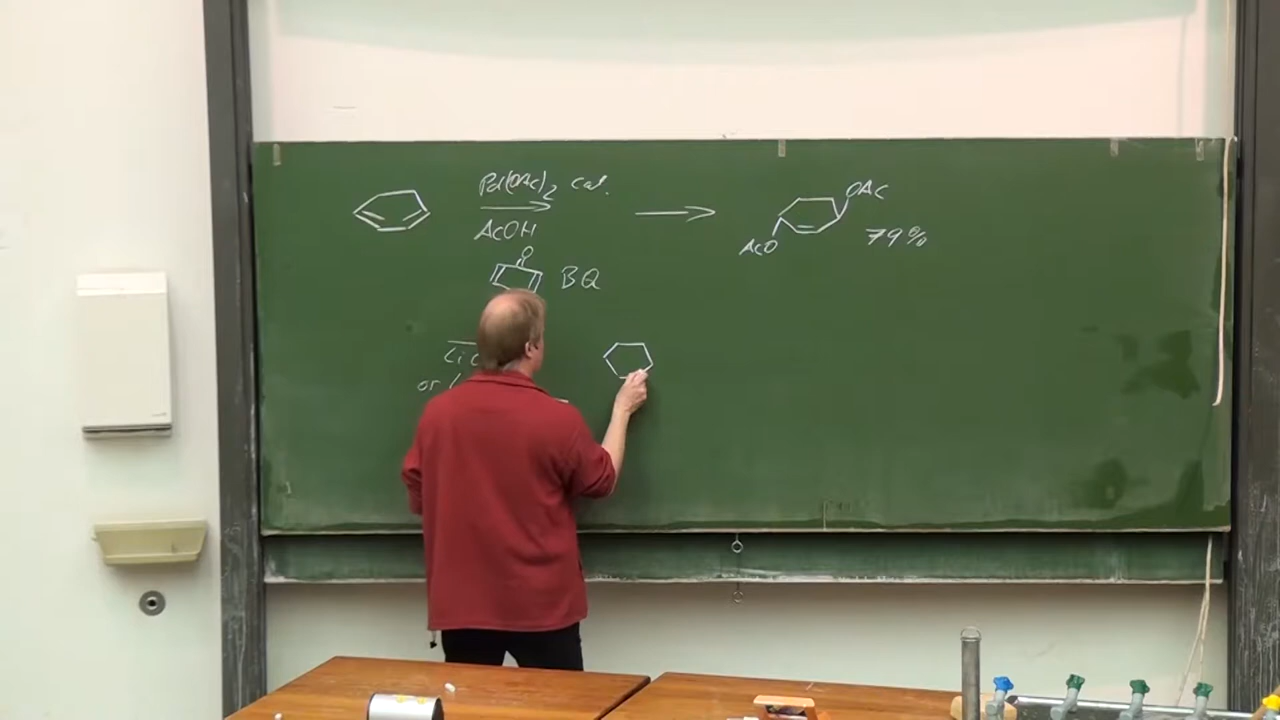 Pd(OAc)2 cat.
AcOH
OAc
AcO
79%
O
BQ
Li
or